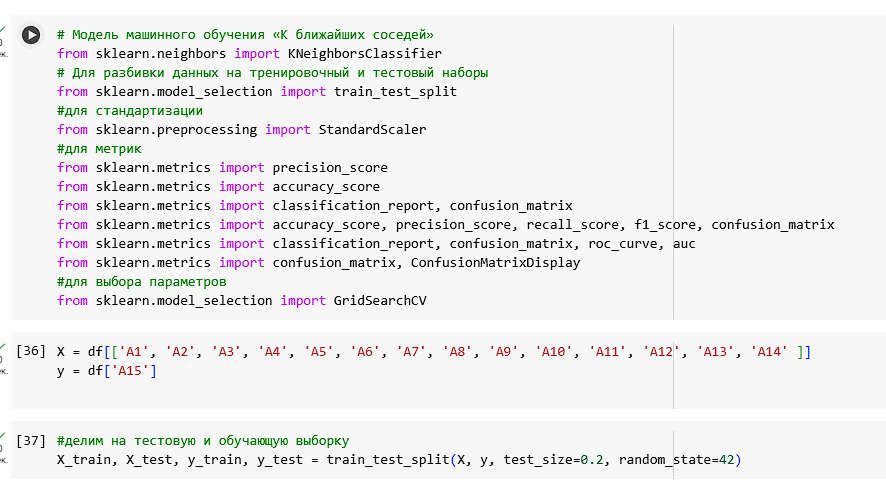 # Модель машинного обучения «К ближайших соседей»
from sklearn.neighbors import KNeighborsClassifier
# Для разбивки данных на тренировочный и тестовый наборы
from sklearn.model_selection import train_test_split
#для стандартизации
from sklearn.preprocessing import StandardScaler
#для метрик
from sklearn.metrics import precision_score
from sklearn.metrics import accuracy_score
from sklearn.metrics import classification_report, confusion_matrix
from sklearn.metrics import accuracy_score, precision_score, recall_score, f1_score, confusion_matrix
from sklearn.metrics import classification_report, confusion_matrix, roc_curve, auc
from sklearn.metrics import confusion_matrix, ConfusionMatrixDisplay
#для выбора параметров
from sklearn.model_selection import GridSearchCV
[36] X = df[['A1', 'A2', 'A3', 'A4', 'A5', 'A6', 'A7', 'A8', 'A9', 'A10', 'A11', 'A12', 'A13', 'A14' ]]
y = df['A15']
[37] #делим на тестовую и обучающую выборку
X_train, X_test, y_train, y_test = train_test_split(X, y, test_size=0.2, random_state=42)